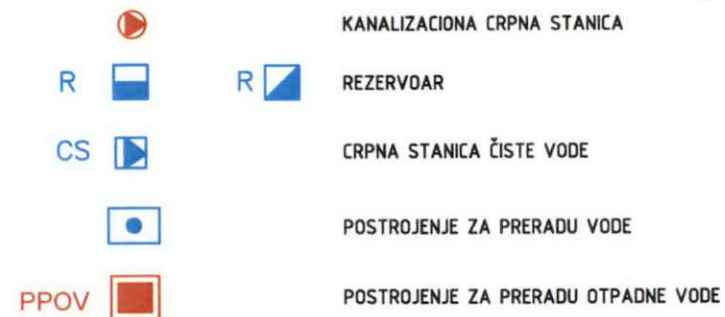 KANALIZACIONA CRPNA STANICA
R R REZERVOAR
CS CRPNA STANICA ČISTE VODE
POSTROJENJE ZA PRERADU VODE
PPOV POSTROJENJE ZA PRERADU OTPADNE VODE